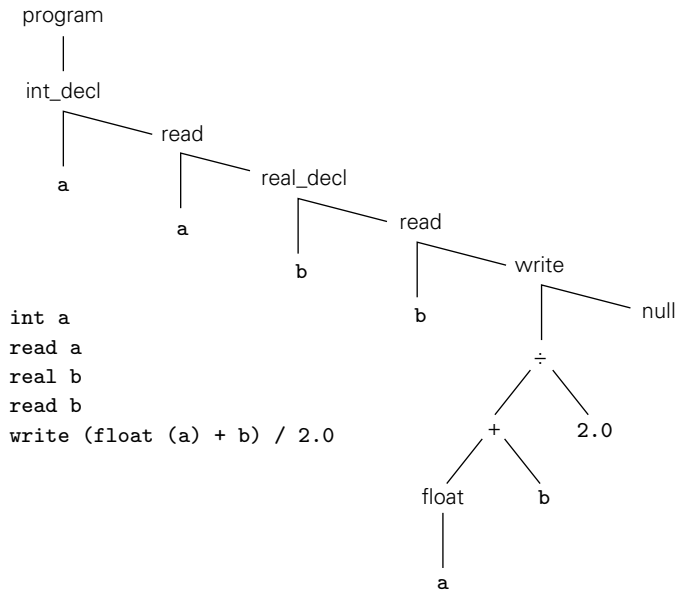 program
int_decl
read
a
real_decl
a
read
b
write
b
null
int a
read a
real b
read b
write (float (a) + b) / 2.0
÷
+
2.0
float
b
a